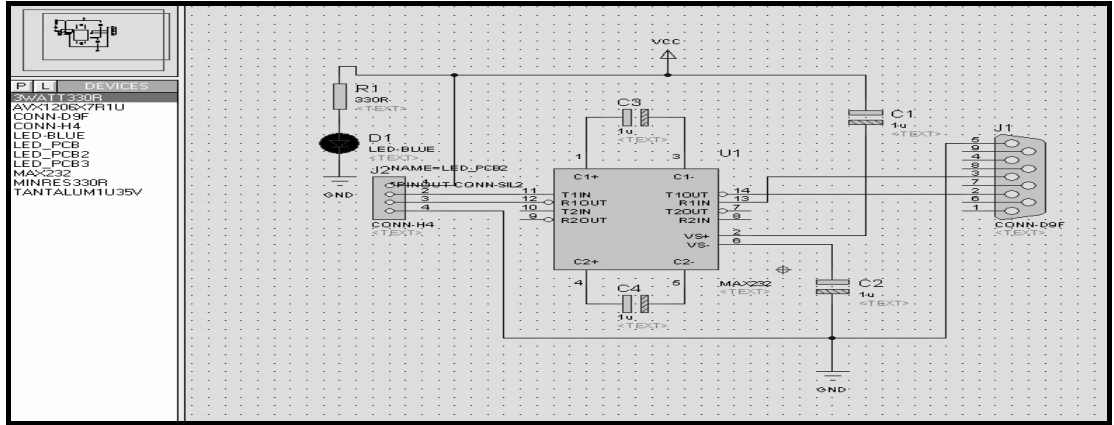 P L DEVICES
3WATT330R
AVX1206X7R1U
CONN-D9F
CONN-H4
LED-BLUE
LED_PCB
LED_PCB2
LED_PCB3
MAX232
MINRES330R
TANTALUM1U35V
VCC
R1
330R
<TEXT>
D1
LED-BLUE
<TEXT>
GND
J2 NAME=LED_PCB2
SPINOUT CONN-SIL2
1
2
3
4
CONN-H4
<TEXT>
C3
1u
<TEXT>
1
3
U1
C1+
C1-
11 T1IN
12 R1OUT
10 T2IN
9 R2OUT
T1OUT 14
R1IN 13
T2OUT 7
R2IN 8
VS+ 2
VS- 6
C2+
C2-
4
5
MAX232
<TEXT>
C4
1u
<TEXT>
C1
1u
<TEXT>
C2
1u
<TEXT>
GND
J1
5
9
4
8
3
7
2
6
1
CONN-D9F
<TEXT>